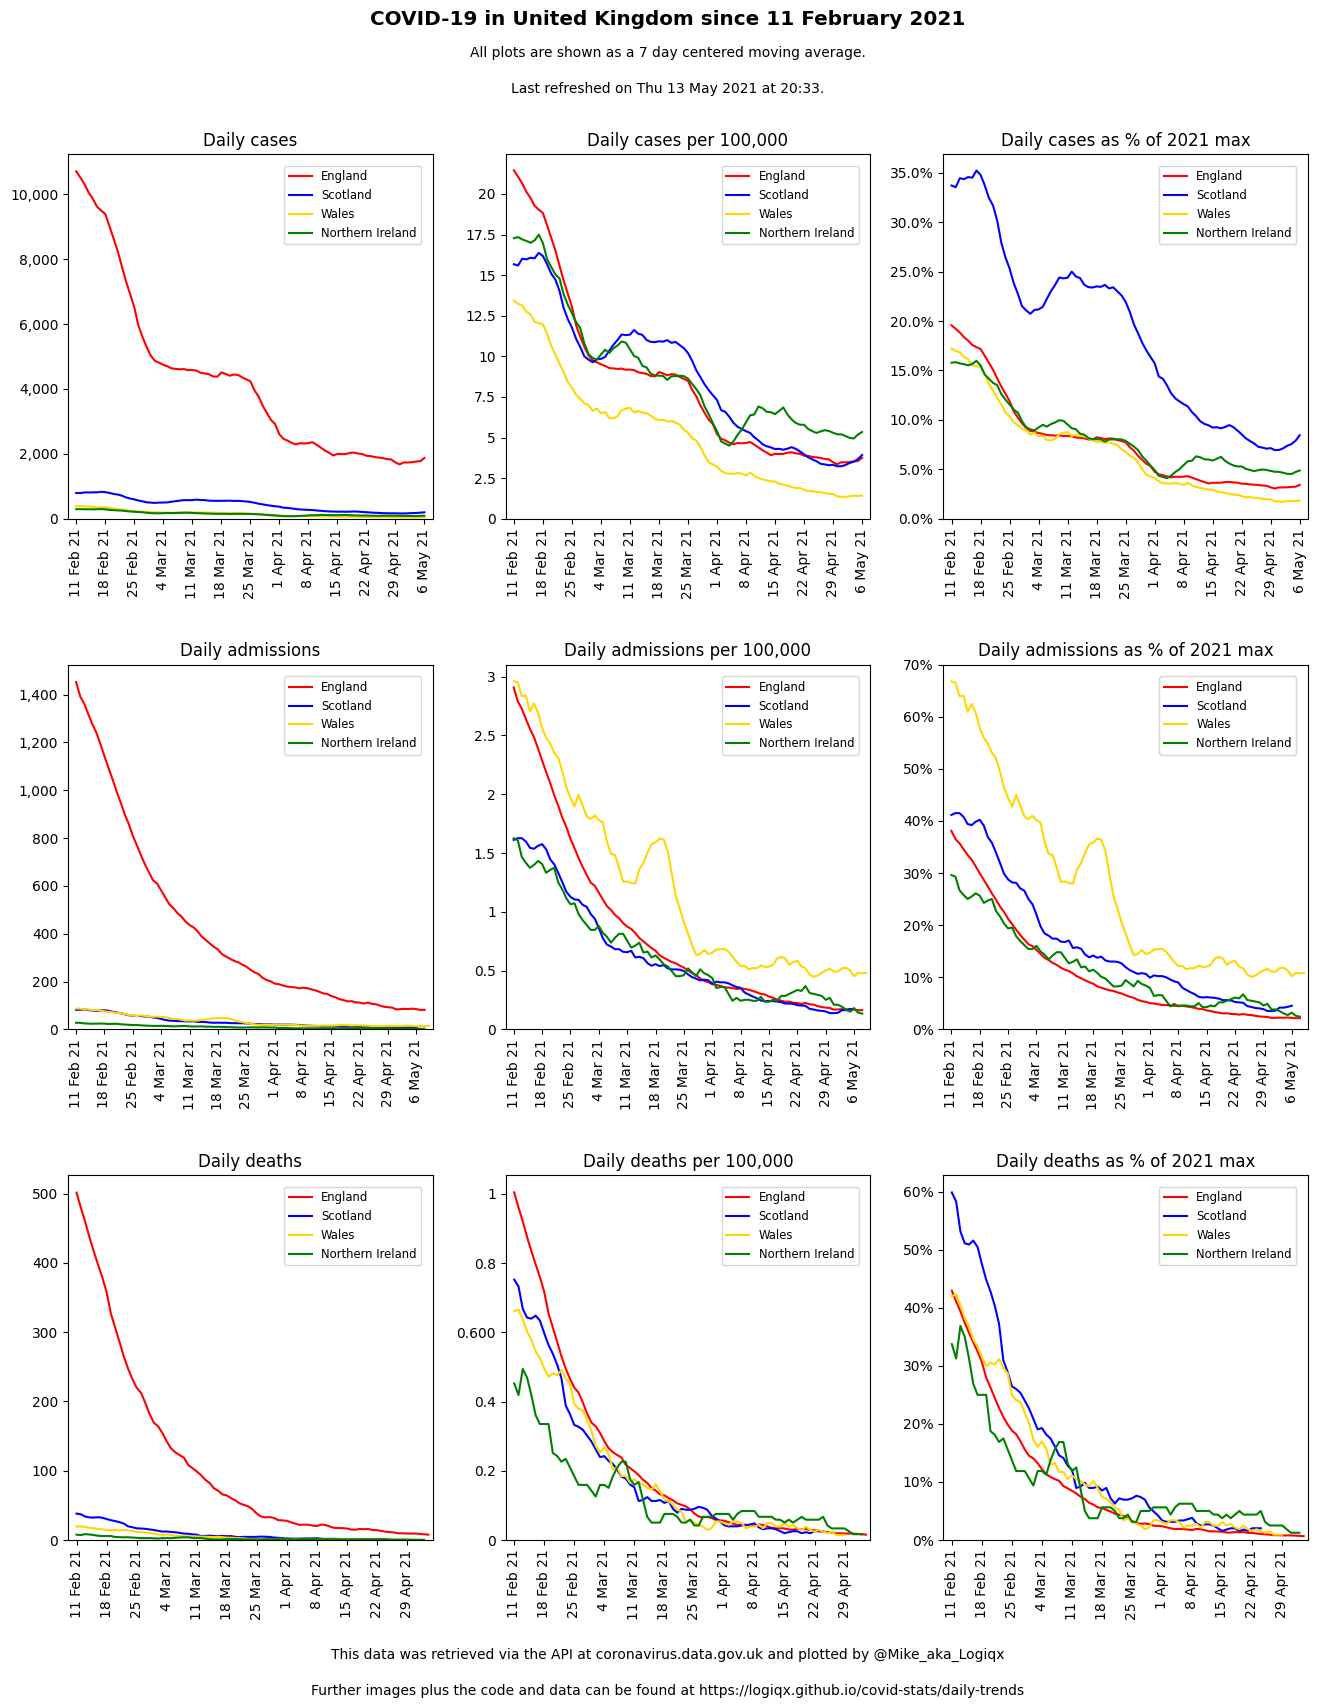 COVID-19 in United Kingdom since 11 February 2021
All plots are shown as a 7 day centered moving average.
Last refreshed on Thu 13 May 2021 at 20:33.
Daily cases
England
Scotland
Wales
Northern Ireland
10,000
8,000
6,000
4,000
2,000
0
11 Feb 21
18 Feb 21
25 Feb 21
4 Mar 21
11 Mar 21
18 Mar 21
25 Mar 21
1 Apr 21
8 Apr 21
15 Apr 21
22 Apr 21
29 Apr 21
6 May 21
Daily cases per 100,000
England
Scotland
Wales
Northern Ireland
20
17.5
15
12.5
10
7.5
5
2.5
0
11 Feb 21
18 Feb 21
25 Feb 21
4 Mar 21
11 Mar 21
18 Mar 21
25 Mar 21
1 Apr 21
8 Apr 21
15 Apr 21
22 Apr 21
29 Apr 21
6 May 21
Daily cases as % of 2021 max
England
Scotland
Wales
Northern Ireland
35.0%
30.0%
25.0%
20.0%
15.0%
10.0%
5.0%
0.0%
11 Feb 21
18 Feb 21
25 Feb 21
4 Mar 21
11 Mar 21
18 Mar 21
25 Mar 21
1 Apr 21
8 Apr 21
15 Apr 21
22 Apr 21
29 Apr 21
6 May 21
Daily admissions
England
Scotland
Wales
Northern Ireland
1,400
1,200
1,000
800
600
400
200
0
11 Feb 21
18 Feb 21
25 Feb 21
4 Mar 21
11 Mar 21
18 Mar 21
25 Mar 21
1 Apr 21
8 Apr 21
15 Apr 21
22 Apr 21
29 Apr 21
6 May 21
Daily admissions per 100,000
England
Scotland
Wales
Northern Ireland
3
2.5
2
1.5
1
0.5
0
11 Feb 21
18 Feb 21
25 Feb 21
4 Mar 21
11 Mar 21
18 Mar 21
25 Mar 21
1 Apr 21
8 Apr 21
15 Apr 21
22 Apr 21
29 Apr 21
6 May 21
Daily admissions as % of 2021 max
England
Scotland
Wales
Northern Ireland
70%
60%
50%
40%
30%
20%
10%
0%
11 Feb 21
18 Feb 21
25 Feb 21
4 Mar 21
11 Mar 21
18 Mar 21
25 Mar 21
1 Apr 21
8 Apr 21
15 Apr 21
22 Apr 21
29 Apr 21
6 May 21
Daily deaths
England
Scotland
Wales
Northern Ireland
500
400
300
200
100
0
11 Feb 21
18 Feb 21
25 Feb 21
4 Mar 21
11 Mar 21
18 Mar 21
25 Mar 21
1 Apr 21
8 Apr 21
15 Apr 21
22 Apr 21
29 Apr 21
Daily deaths per 100,000
England
Scotland
Wales
Northern Ireland
1
0.8
0.600
0.4
0.2
0
11 Feb 21
18 Feb 21
25 Feb 21
4 Mar 21
11 Mar 21
18 Mar 21
25 Mar 21
1 Apr 21
8 Apr 21
15 Apr 21
22 Apr 21
29 Apr 21
Daily deaths as % of 2021 max
England
Scotland
Wales
Northern Ireland
60%
50%
40%
30%
20%
10%
0%
11 Feb 21
18 Feb 21
25 Feb 21
4 Mar 21
11 Mar 21
18 Mar 21
25 Mar 21
1 Apr 21
8 Apr 21
15 Apr 21
22 Apr 21
29 Apr 21
This data was retrieved via the API at coronavirus.data.gov.uk and plotted by @Mike_aka_Logiqx
Further images plus the code and data can be found at https://logiqx.github.io/covid-stats/daily-trends